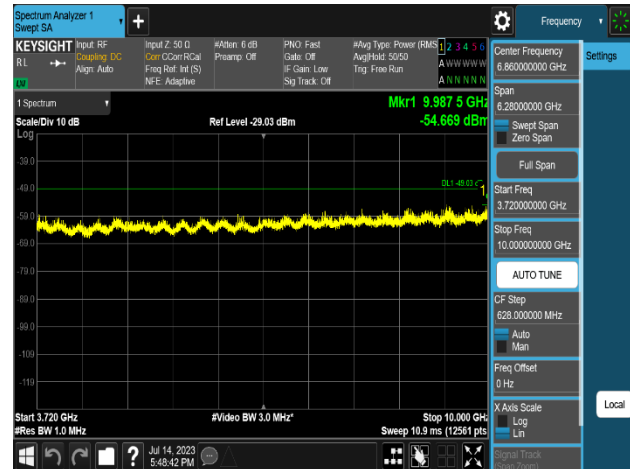 Spectrum Analyzer 1
Swept SA
Frequency
KEYSIGHT
R L
Input: RF
Coupling: DC
Align: Auto
Input Z: 50 Ω
Corr CCorr RCal
Freq Ref: Int (S)
NFE: Adaptive
#Atten: 6 dB
Preamp: Off
PNO: Fast
Gate: Off
IF Gain: Low
Sig Track: Off
#Avg Type: Power (RMS
Avg|Hold: 50/50
Trig: Free Run
1 2 3 4 5 6
A W W W W W
A N N N N N
1 Spectrum
Mkr1 9.987 5 GHz
Scale/Div 10 dB
Ref Level -29.03 dBm
-54.669 dBm
Log
-39.0
-49.0
-59.0
-69.0
-79.0
-89.0
-99.0
-109
-119
DL1 -49.03
1
Start 3.720 GHz
#Video BW 3.0 MHz*
Stop 10.000 GHz
#Res BW 1.0 MHz
Sweep 10.9 ms (12561 pts
Center Frequency
6.860000000 GHz
Settings
Span
6.28000000 GHz
Swept Span
Zero Span
Full Span
Start Freq
3.720000000 GHz
Stop Freq
10.000000000 GHz
AUTO TUNE
CF Step
628.000000 MHz
Auto
Man
Freq Offset
0 Hz
X Axis Scale
Log
Lin
Local
Signal Track
(Span Zoom)
?
Jul 14, 2023
5:48:42 PM